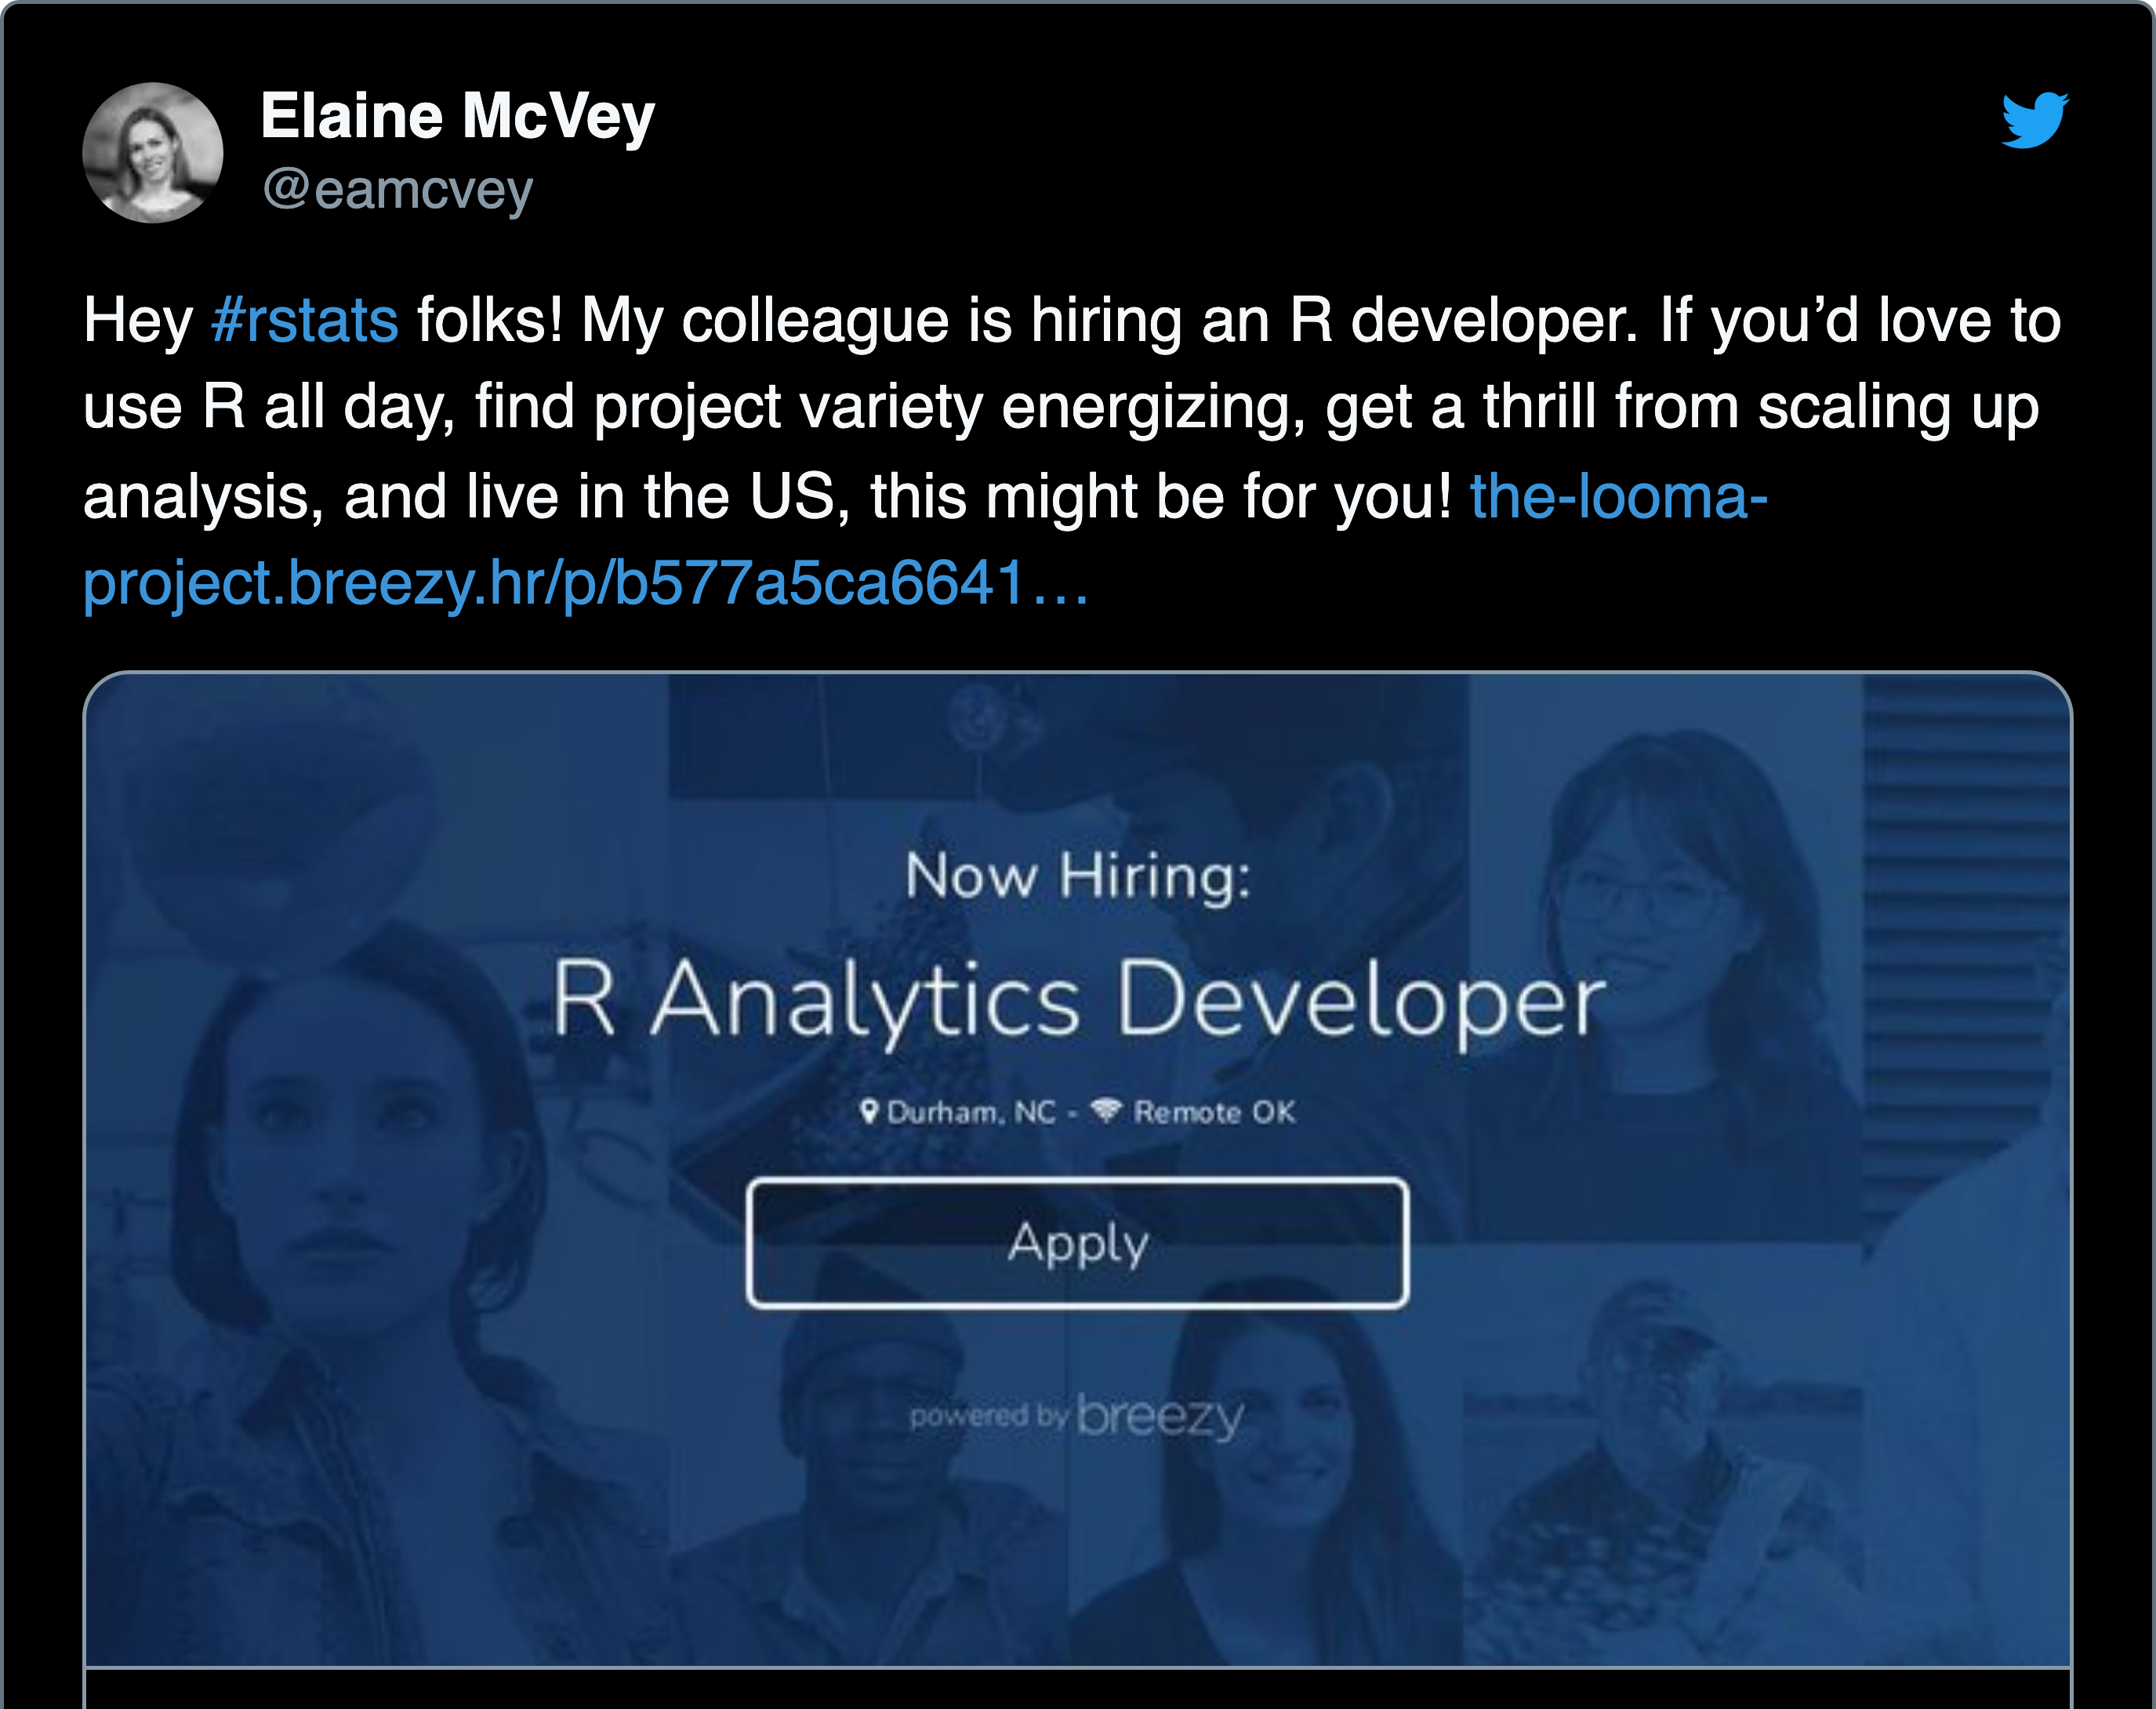 Elaine McVey
@eamcvey
Hey #rstats folks! My colleague is hiring an R developer. If you’d love to
use R all day, find project variety energizing, get a thrill from scaling up
analysis, and live in the US, this might be for you! the-looma-
project.breezy.hr/p/b577a5ca6641…
Now Hiring:
R Analytics Developer
Durham, NC - Remote OK
Apply
powered by breezy